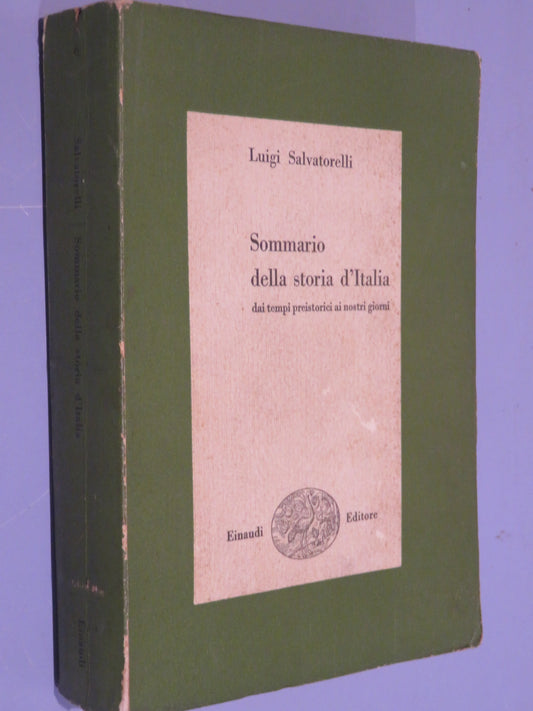 Luigi Salvatorelli
Sommario
della storia d'Italia
dai tempi preistorici ai nostri giorni
Einaudi Editore
Salvatorelli Sommario della storia d'Italia
Einaudi